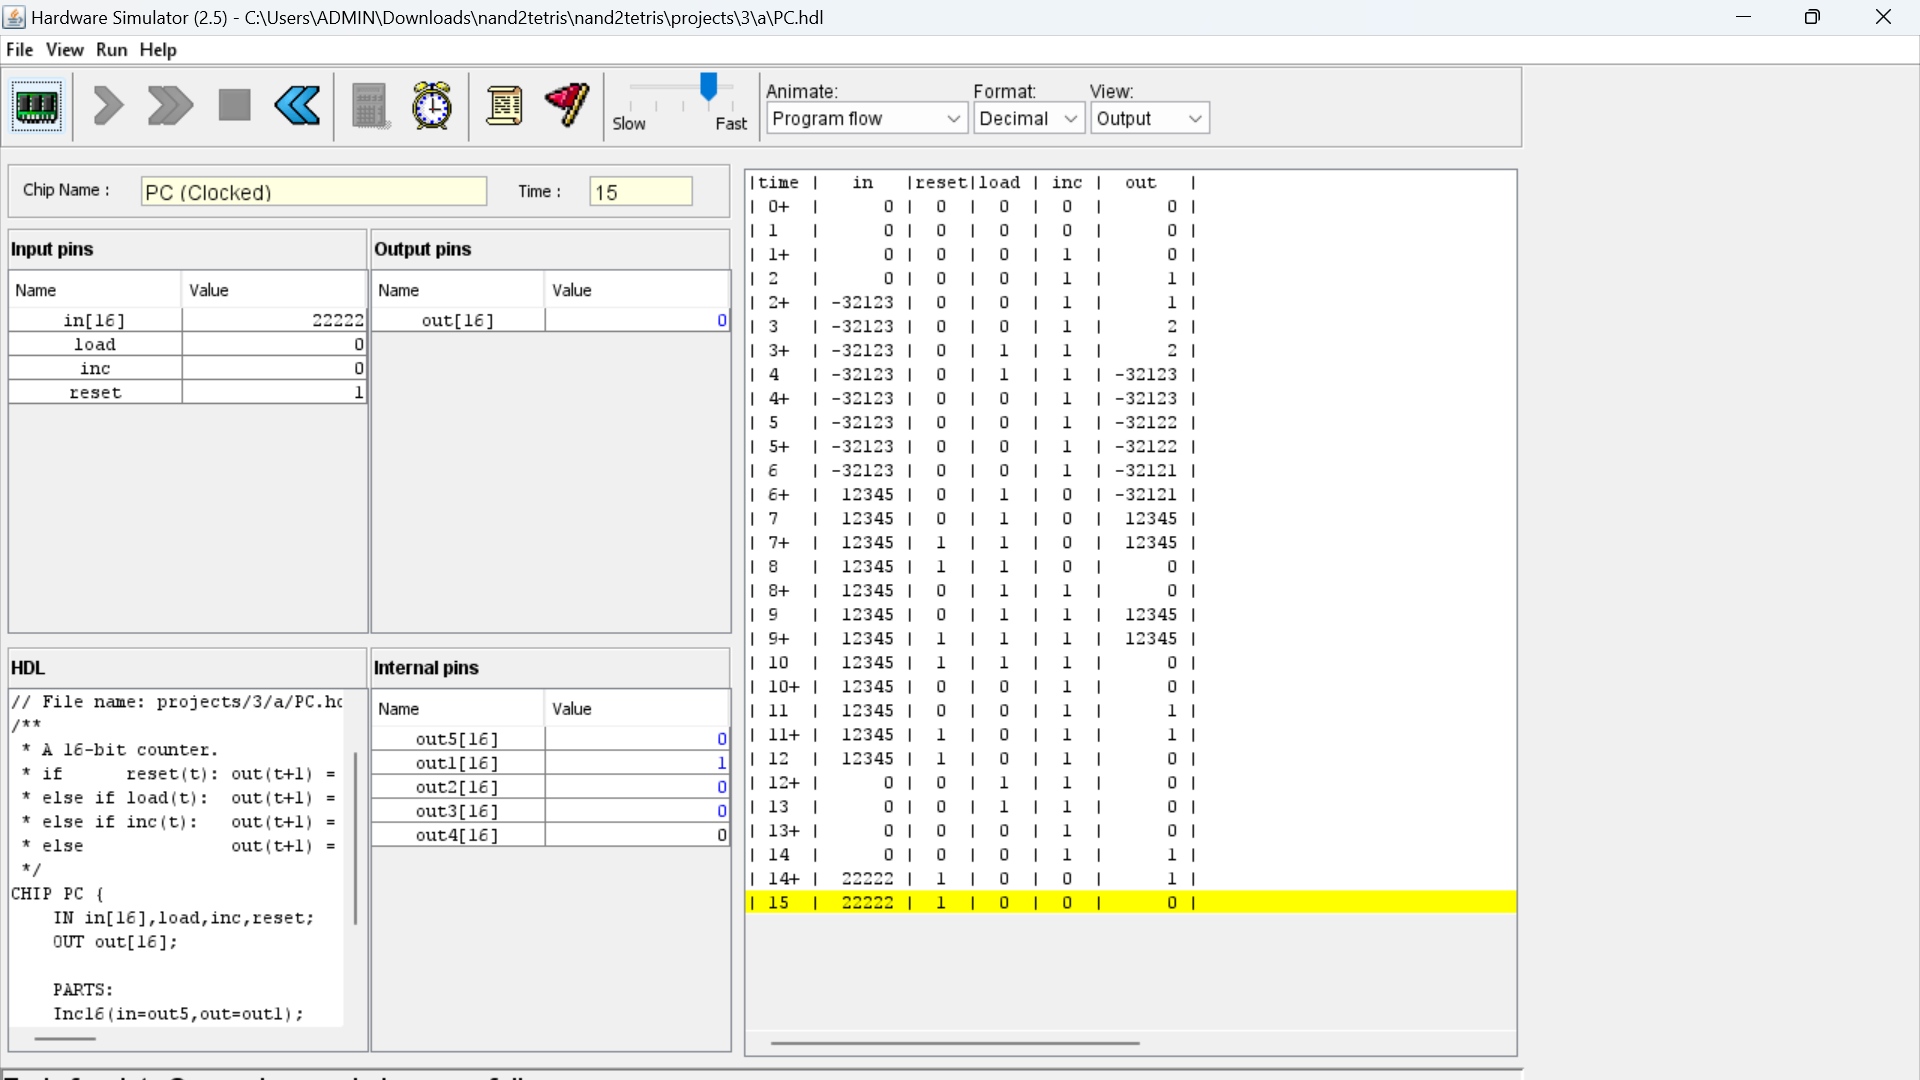 Hardware Simulator (2.5) - C:\Users\ADMIN\Downloads\nand2tetris\nand2tetris\projects\3\a\PC.hdl
File View Run Help
Slow Fast
Animate: Format: View:
Program flow Decimal Output
Chip Name : PC (Clocked) Time : 15
Input pins
Name Value
in[16] 22222
load 0
inc 0
reset 1
Output pins
Name Value
out[16] 0
HDL
// File name: projects/3/a/PC.hd
/**
* A 16-bit counter.
* if reset(t): out(t+1) =
* else if load(t): out(t+1) =
* else if inc(t): out(t+1) =
* else out(t+1) =
*/
CHIP PC {
IN in[16],load,inc,reset;
OUT out[16];
PARTS:
Inc16(in=out5,out=out1);
Internal pins
Name Value
out5[16] 0
out1[16] 1
out2[16] 0
out3[16] 0
out4[16] 0
|time | in |reset|load | inc | out |
| 0+ | 0 | 0 | 0 | 0 | 0 |
| 1 | 0 | 0 | 0 | 0 | 0 |
| 1+ | 0 | 0 | 0 | 1 | 0 |
| 2 | 0 | 0 | 0 | 1 | 1 |
| 2+ | -32123 | 0 | 0 | 1 | 1 |
| 3 | -32123 | 0 | 0 | 1 | 2 |
| 3+ | -32123 | 0 | 1 | 1 | 2 |
| 4 | -32123 | 0 | 1 | 1 | -32123 |
| 4+ | -32123 | 0 | 0 | 1 | -32123 |
| 5 | -32123 | 0 | 0 | 1 | -32122 |
| 5+ | -32123 | 0 | 0 | 1 | -32122 |
| 6 | -32123 | 0 | 0 | 1 | -32121 |
| 6+ | 12345 | 0 | 1 | 0 | -32121 |
| 7 | 12345 | 0 | 1 | 0 | 12345 |
| 7+ | 12345 | 1 | 1 | 0 | 12345 |
| 8 | 12345 | 1 | 1 | 0 | 0 |
| 8+ | 12345 | 0 | 1 | 1 | 0 |
| 9 | 12345 | 0 | 1 | 1 | 12345 |
| 9+ | 12345 | 1 | 1 | 1 | 12345 |
| 10 | 12345 | 1 | 1 | 1 | 0 |
| 10+ | 12345 | 0 | 0 | 1 | 0 |
| 11 | 12345 | 0 | 0 | 1 | 1 |
| 11+ | 12345 | 1 | 0 | 1 | 1 |
| 12 | 12345 | 1 | 0 | 1 | 0 |
| 12+ | 0 | 0 | 1 | 1 | 0 |
| 13 | 0 | 0 | 1 | 1 | 0 |
| 13+ | 0 | 0 | 0 | 1 | 0 |
| 14 | 0 | 0 | 0 | 1 | 1 |
| 14+ | 22222 | 1 | 0 | 0 | 1 |
| 15 | 22222 | 1 | 0 | 0 | 0 |